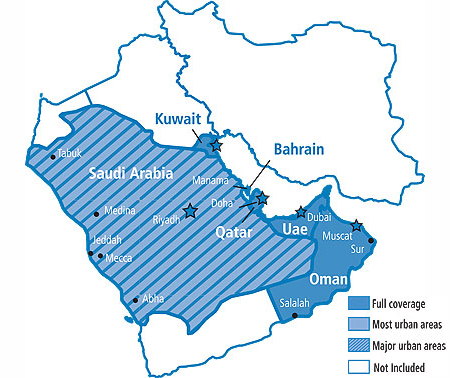 Kuwait
Bahrain
Tabuk
Saudi Arabia
Manama
Doha
Medina
Riyadh
Qatar
Dubai
Uae
Muscat
Sur
Jeddah
Mecca
Oman
Abha
Salalah
Full coverage
Most urban areas
Major urban areas
Not Included